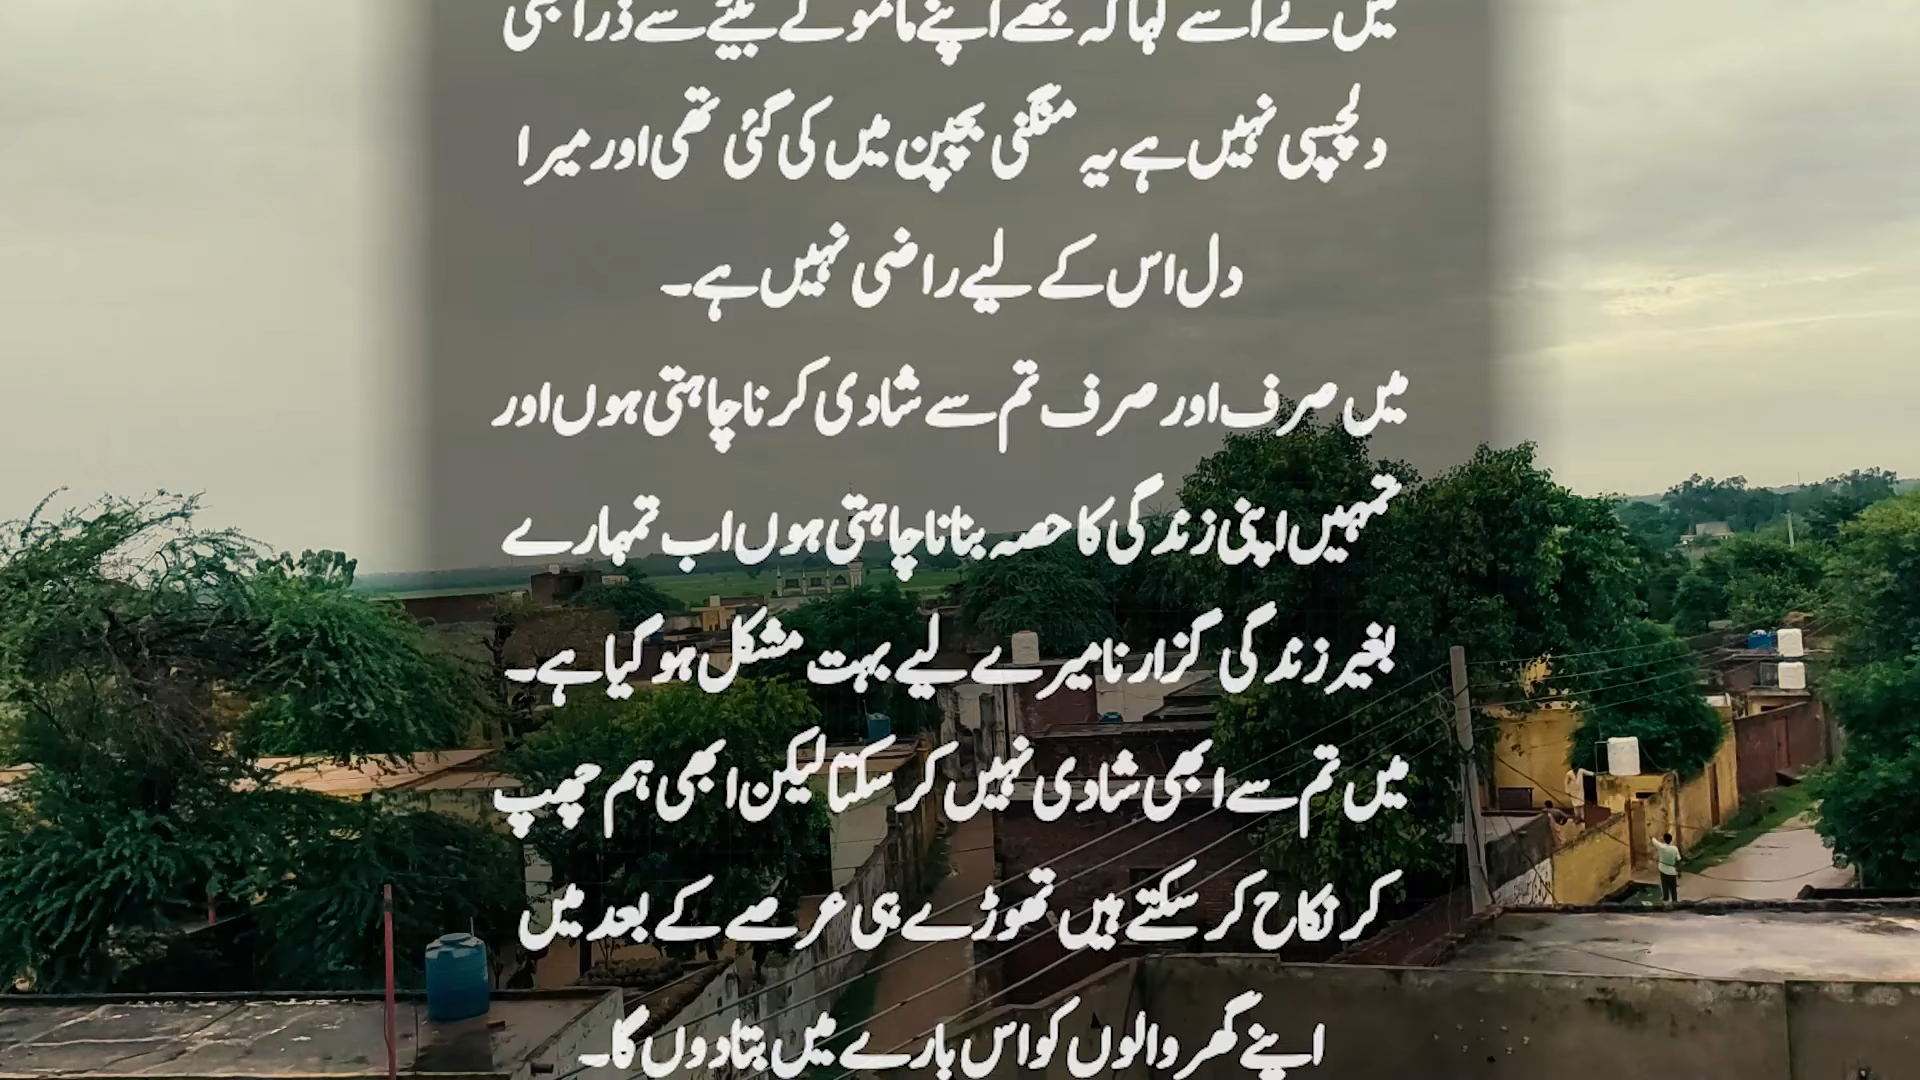 میں نے اسے کہا کہ مجھے اپنے ماموں کے بیٹے سے ذرا بھی
دلچسپی نہیں ہے یہ منگنی بچپن میں کی گئی تھی اور میرا
دل اس کے لیے راضی نہیں ہے۔
میں صرف اور صرف تم سے شادی کرنا چاہتی ہوں اور
تمہیں اپنی زندگی کا حصہ بنانا چاہتی ہوں اب تمہارے
بغیر زندگی گزارنا میرے لیے بہت مشکل ہو گیا ہے۔
میں تم سے ابھی شادی نہیں کر سکتا لیکن ابھی ہم چھپ
کر نکاح کر سکتے ہیں تھوڑے ہی عرصے کے بعد میں
اپنے گھر والوں کو اس بارے میں بتا دوں گا۔